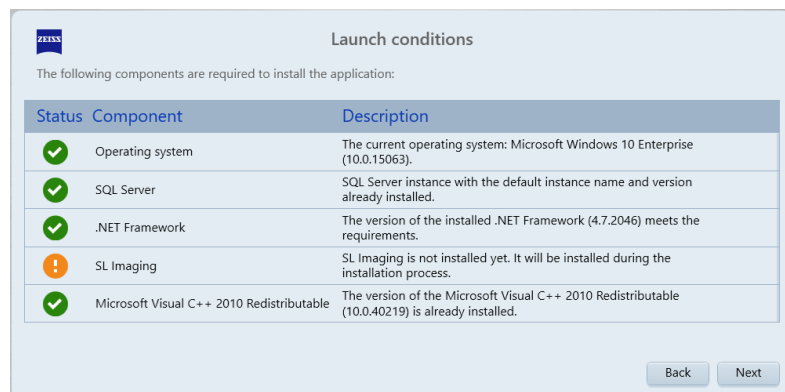 ZEISS
Launch conditions
The following components are required to install the application:
Status Component Description
Operating system
The current operating system: Microsoft Windows 10 Enterprise
(10.0.15063).
SQL Server
SQL Server instance with the default instance name and version
already installed.
.NET Framework
The version of the installed .NET Framework (4.7.2046) meets the
requirements.
SL Imaging
SL Imaging is not installed yet. It will be installed during the
installation process.
Microsoft Visual C++ 2010 Redistributable
The version of the Microsoft Visual C++ 2010 Redistributable
(10.0.40219) is already installed.
Back Next